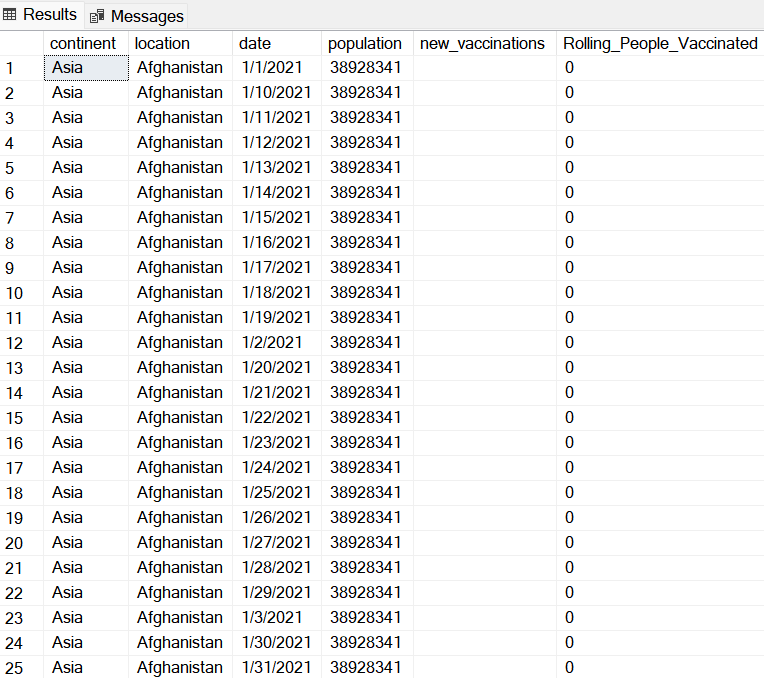 Results Messages
continent location date population new_vaccinations Rolling_People_Vaccinated
1 Asia Afghanistan 1/1/2021 38928341 0
2 Asia Afghanistan 1/10/2021 38928341 0
3 Asia Afghanistan 1/11/2021 38928341 0
4 Asia Afghanistan 1/12/2021 38928341 0
5 Asia Afghanistan 1/13/2021 38928341 0
6 Asia Afghanistan 1/14/2021 38928341 0
7 Asia Afghanistan 1/15/2021 38928341 0
8 Asia Afghanistan 1/16/2021 38928341 0
9 Asia Afghanistan 1/17/2021 38928341 0
10 Asia Afghanistan 1/18/2021 38928341 0
11 Asia Afghanistan 1/19/2021 38928341 0
12 Asia Afghanistan 1/2/2021 38928341 0
13 Asia Afghanistan 1/20/2021 38928341 0
14 Asia Afghanistan 1/21/2021 38928341 0
15 Asia Afghanistan 1/22/2021 38928341 0
16 Asia Afghanistan 1/23/2021 38928341 0
17 Asia Afghanistan 1/24/2021 38928341 0
18 Asia Afghanistan 1/25/2021 38928341 0
19 Asia Afghanistan 1/26/2021 38928341 0
20 Asia Afghanistan 1/27/2021 38928341 0
21 Asia Afghanistan 1/28/2021 38928341 0
22 Asia Afghanistan 1/29/2021 38928341 0
23 Asia Afghanistan 1/3/2021 38928341 0
24 Asia Afghanistan 1/30/2021 38928341 0
25 Asia Afghanistan 1/31/2021 38928341 0